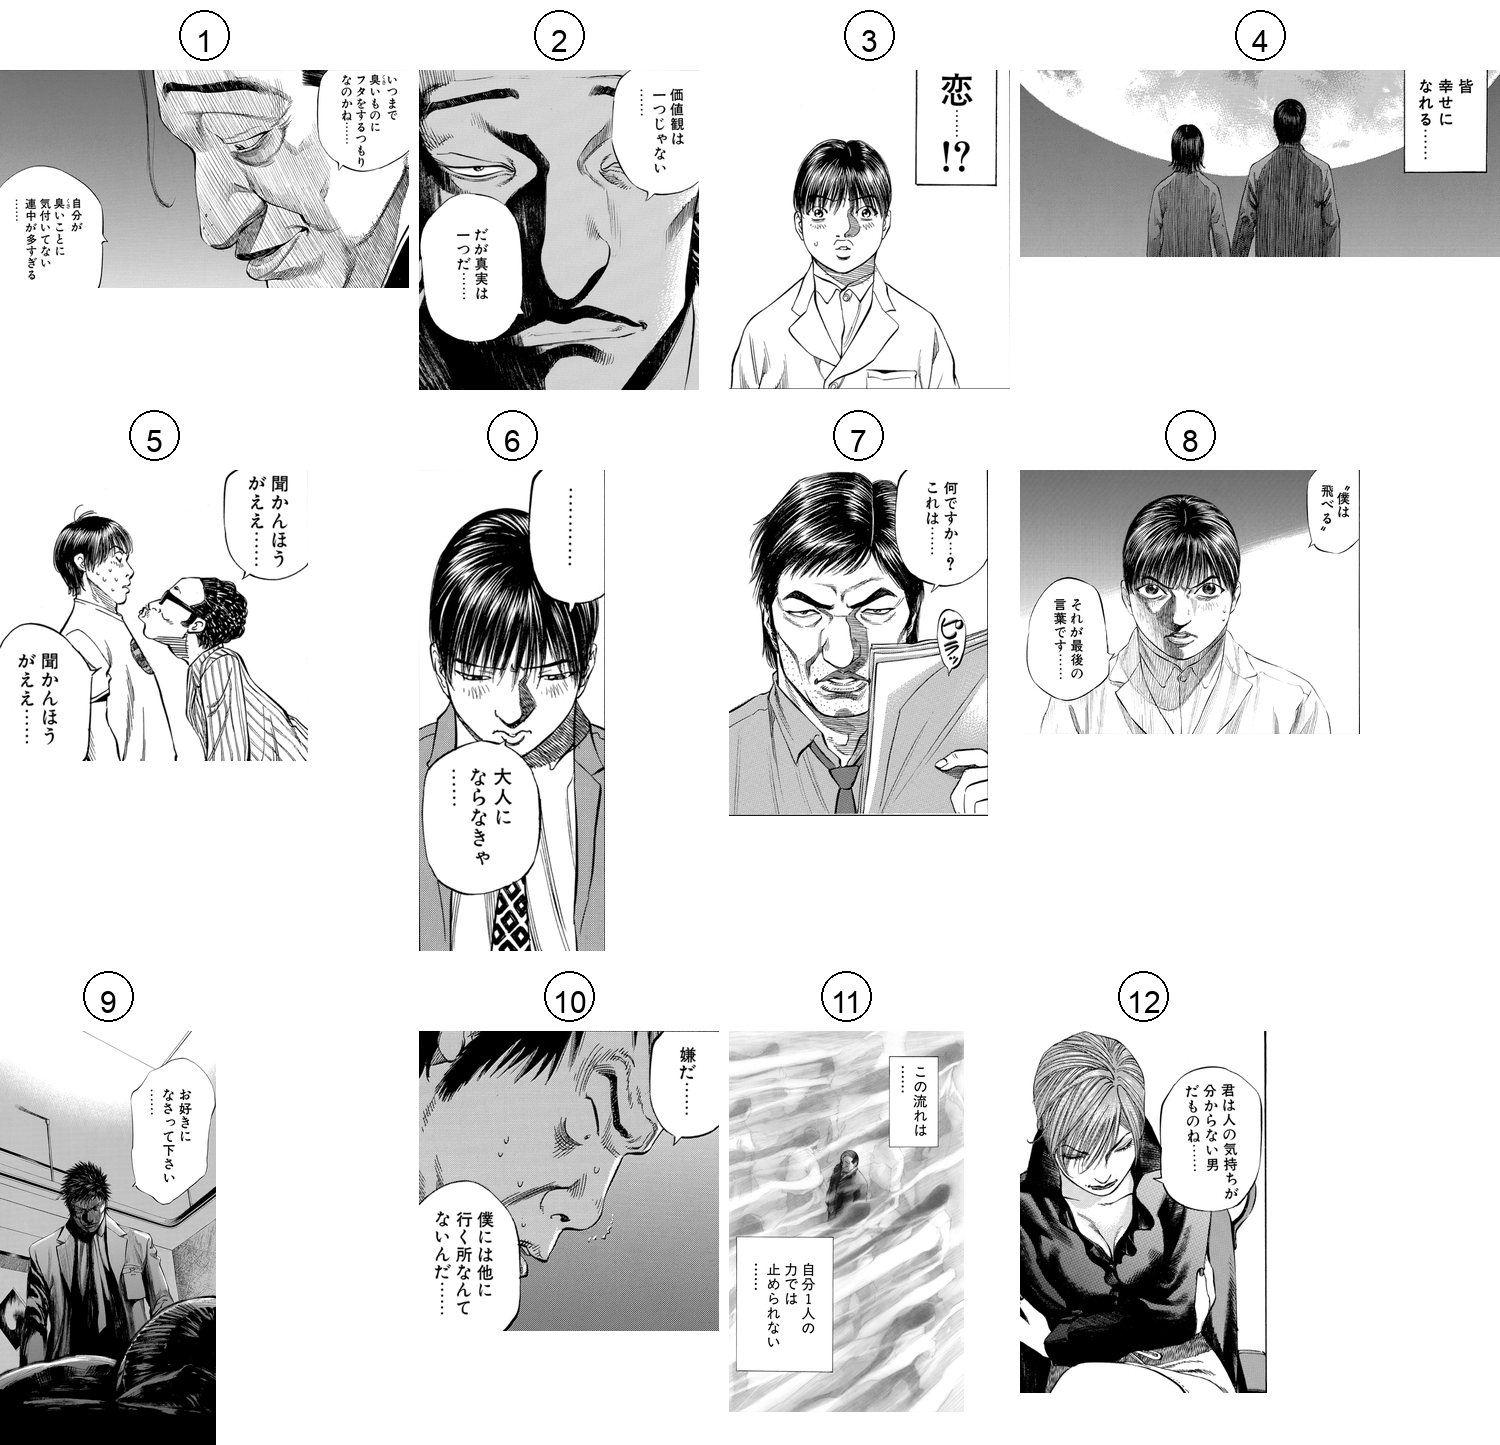 1
いつまで
臭いものに
フタをするつもり
なのかね……
自分が
臭いことに
気付いてない
連中が多すぎる
……
2
価値観は
一つじゃない
……
だが真実は
一つだ……
3
恋……!?
4
皆
幸せに
なれる……
5
聞かんほう
がええ……
聞かんほう
がええ……
6
………
大人に
ならなきゃ
……
7
何ですか…?
これは……
ピラッ
8
〝僕は
飛べる〟
それが最後の
言葉です……
9
お好きに
なさって下さい
……
10
嫌だ……
僕には他に
行く所なんて
ないんだ……
11
この流れは
……
自分1人の
力では
止められない
……
12
君は人の気持ちが
分からない男
だものね……